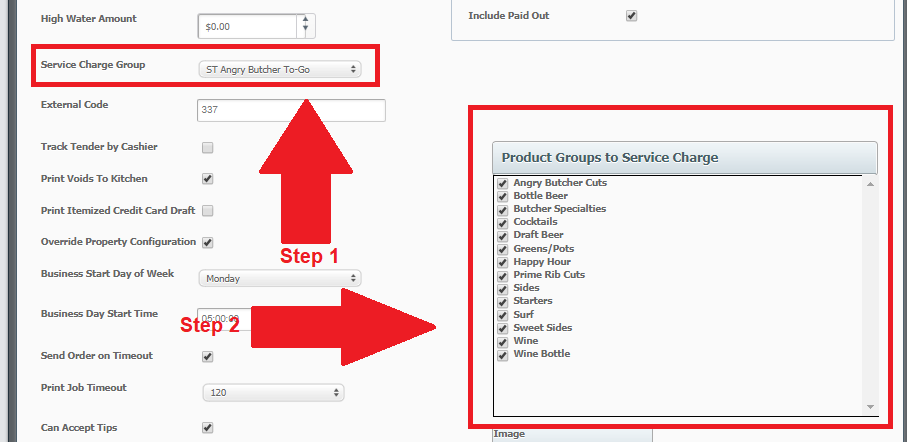 High Water Amount
$0.00
Service Charge Group
ST Angry Butcher To-Go
External Code
337
Track Tender by Cashier
Print Voids To Kitchen
Print Itemized Credit Card Draft
Override Property Configuration
Step 1
Business Start Day of Week
Monday
Business Day Start Time
05:00:00
Step 2
Send Order on Timeout
Print Job Timeout
120
Can Accept Tips
Include Paid Out
Product Groups to Service Charge
Angry Butcher Cuts
Bottle Beer
Butcher Specialties
Cocktails
Draft Beer
Greens/Pots
Happy Hour
Prime Rib Cuts
Sides
Starters
Surf
Sweet Sides
Wine
Wine Bottle
Image